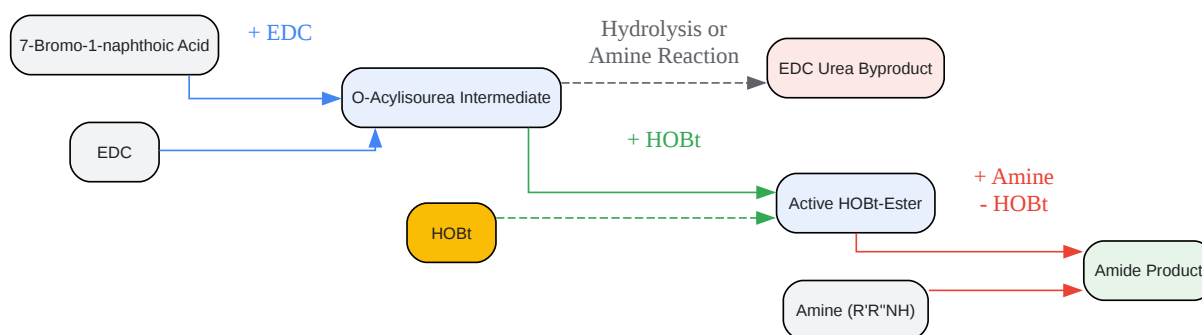 7-Bromo-1-naphthoic Acid
+ EDC
Hydrolysis or
Amine Reaction
EDC Urea Byproduct
O-Acylisourea Intermediate
EDC
+ HOBt
Active HOBt-Ester
+ Amine
- HOBt
HOBt
Amide Product
Amine (R'R''NH)